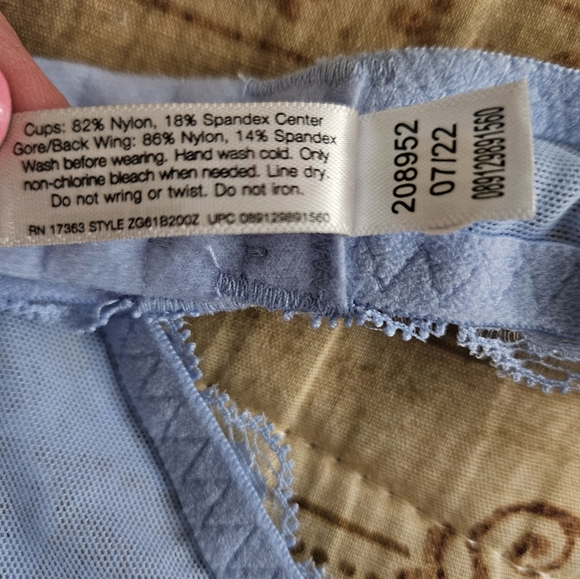 Cups: 82% Nylon, 18% Spandex Center
Gore/Back Wing: 86% Nylon, 14% Spandex
Wash before wearing. Hand wash cold. Only
non-chlorine bleach when needed. Line dry.
Do not wring or twist. Do not iron.
RN 17363 STYLE ZG61B200Z UPC 089129891560
208952
07/22
089129891560